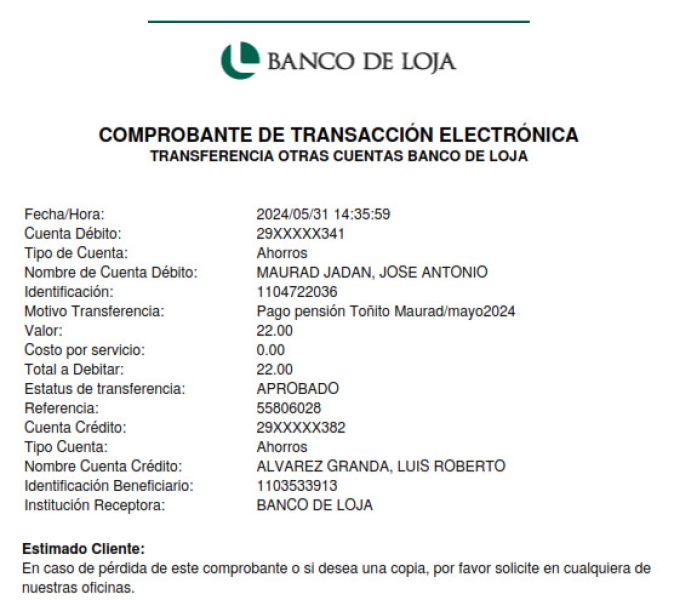 BANCO DE LOJA
COMPROBANTE DE TRANSACCIÓN ELECTRÓNICA
TRANSFERENCIA OTRAS CUENTAS BANCO DE LOJA
Fecha/Hora: 2024/05/31 14:35:59
Cuenta Débito: 29XXXXX341
Tipo de Cuenta: Ahorros
Nombre de Cuenta Débito: MAURAD JADAN, JOSE ANTONIO
Identificación: 1104722036
Motivo Transferencia: Pago pensión Toñito Maurad/mayo2024
Valor: 22.00
Costo por servicio: 0.00
Total a Debitar: 22.00
Estatus de transferencia: APROBADO
Referencia: 55806028
Cuenta Crédito: 29XXXXX382
Tipo Cuenta: Ahorros
Nombre Cuenta Crédito: ALVAREZ GRANDA, LUIS ROBERTO
Identificación Beneficiario: 1103533913
Institución Receptora: BANCO DE LOJA
Estimado Cliente:
En caso de pérdida de este comprobante o si desea una copia, por favor solicite en cualquiera de
nuestras oficinas.